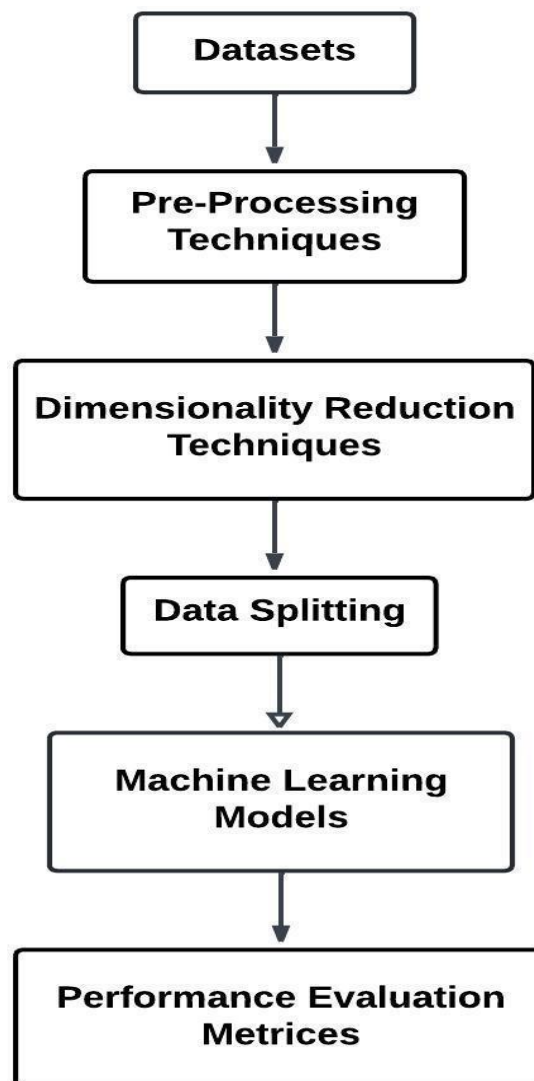 Datasets
Pre-Processing
Techniques
Dimensionality Reduction
Techniques
Data Splitting
Machine Learning
Models
Performance Evaluation
Metrices